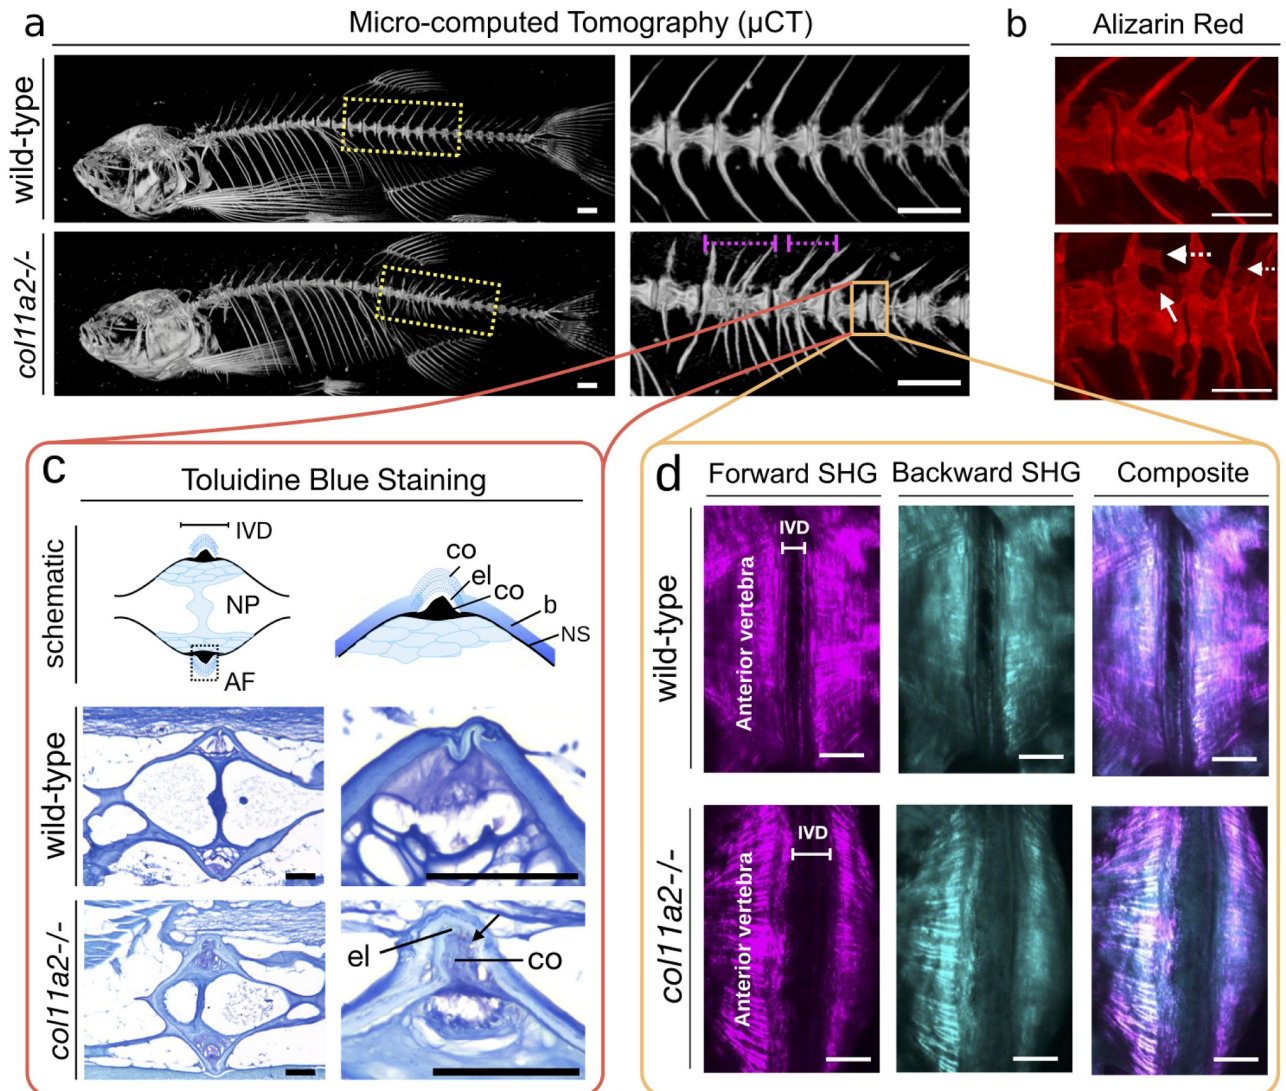 a
Micro-computed Tomography (μCT)
b
Alizarin Red
wild-type
col11a2-/-
c
Toluidine Blue Staining
schematic
IVD
NP
AF
co
el
co
b
NS
wild-type
col11a2-/-
el
co
d
Forward SHG
Backward SHG
Composite
wild-type
IVD
Anterior vertebra
col11a2-/-
IVD
Anterior vertebra